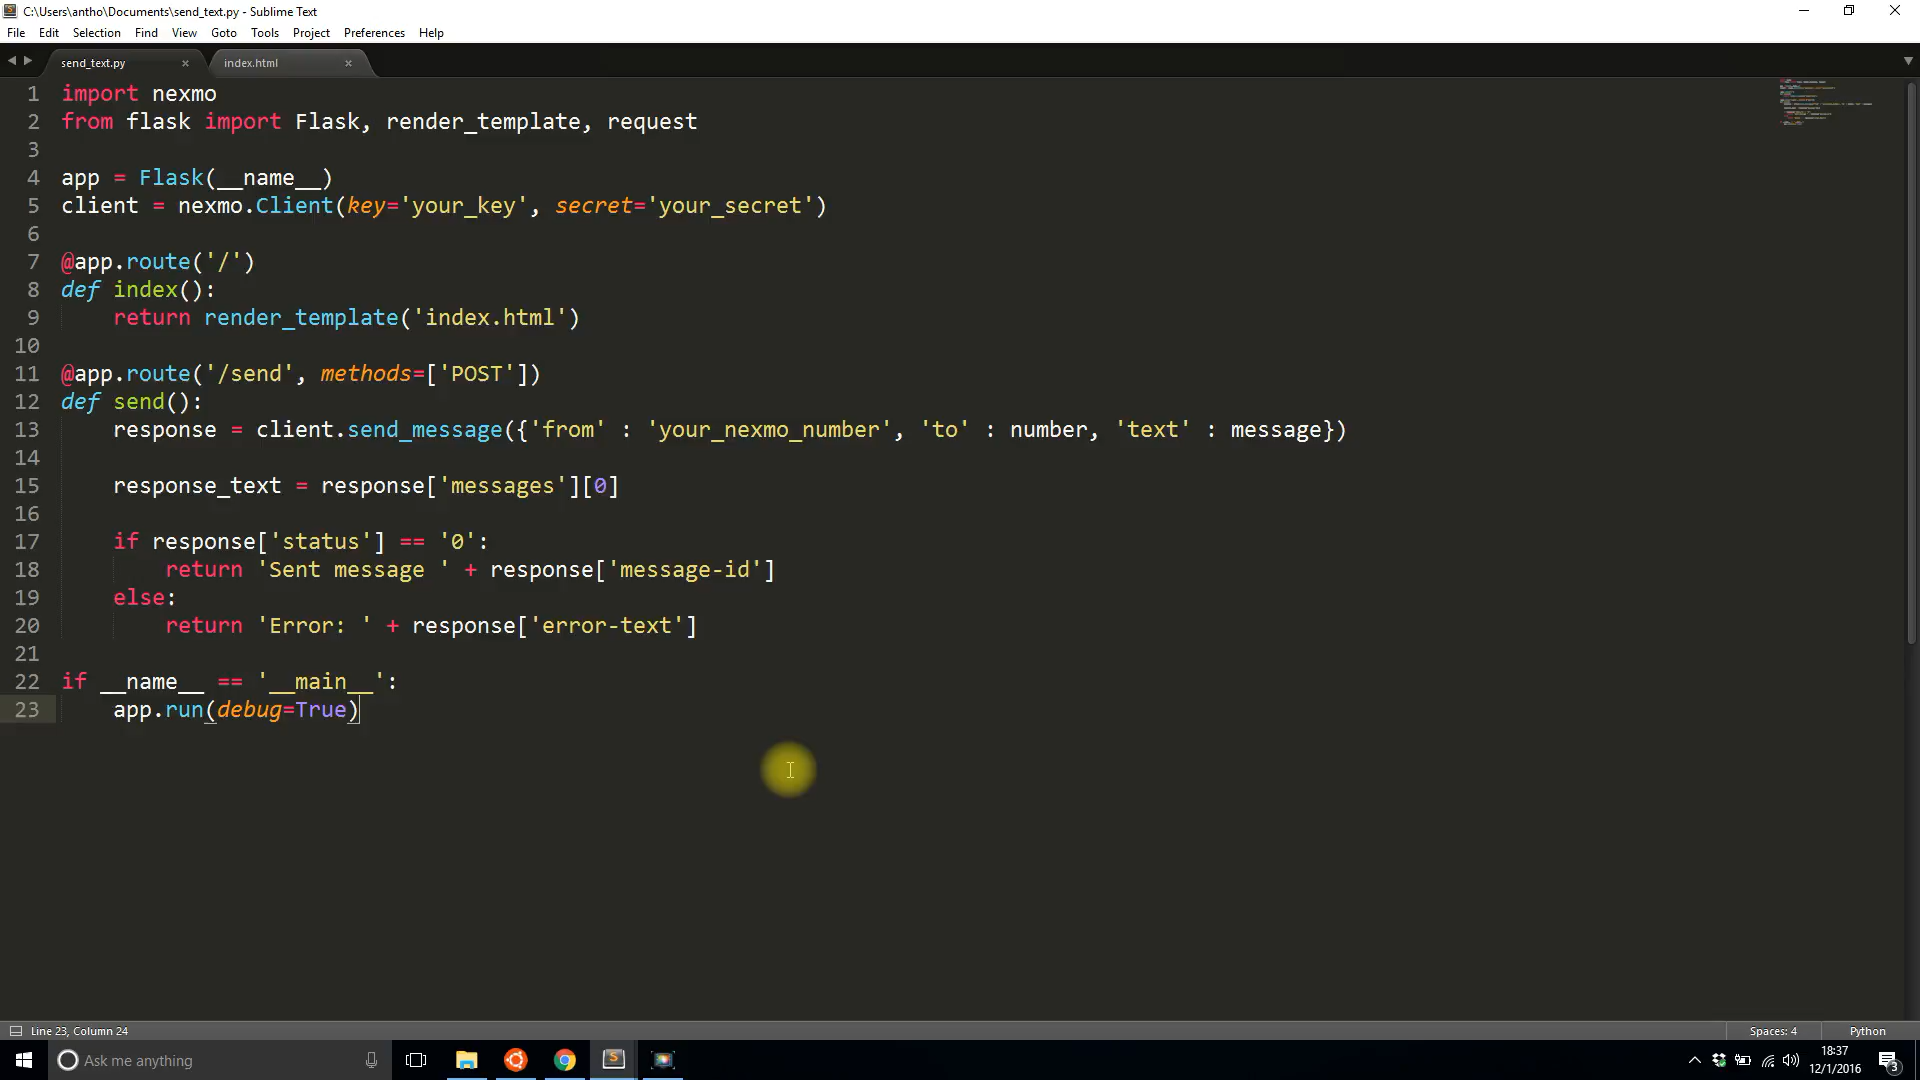 C:\Users\antho\Documents\send_text.py - Sublime Text
File Edit Selection Find View Goto Tools Project Preferences Help
send_text.py × index.html ×
1 import nexmo
2 from flask import Flask, render_template, request
3
4 app = Flask(__name__)
5 client = nexmo.Client(key='your_key', secret='your_secret')
6
7 @app.route('/')
8 def index():
9     return render_template('index.html')
10
11 @app.route('/send', methods=['POST'])
12 def send():
13     response = client.send_message({'from' : 'your_nexmo_number', 'to' : number, 'text' : message})
14
15     response_text = response['messages'][0]
16
17     if response['status'] == '0':
18         return 'Sent message ' + response['message-id']
19     else:
20         return 'Error: ' + response['error-text']
21
22 if __name__ == '__main__':
23     app.run(debug=True)
Line 23, Column 24 Spaces: 4 Python
Ask me anything
18:37
12/1/2016
3